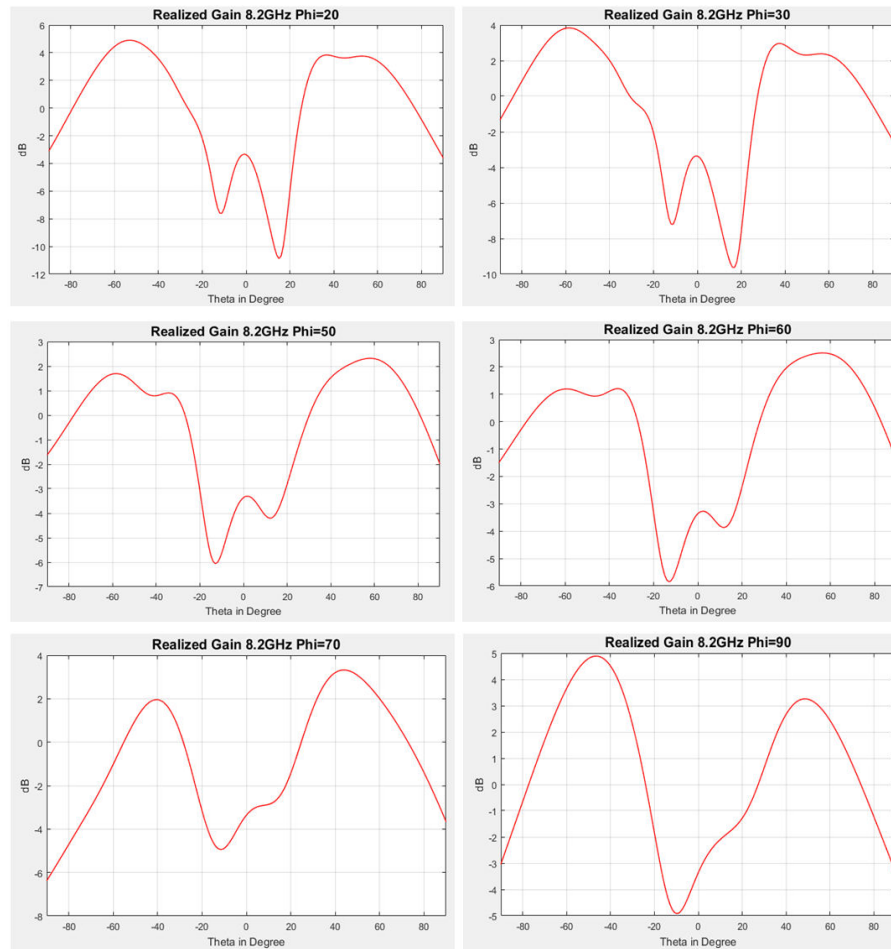 Realized Gain 8.2GHz Phi=20
6
4
2
0
-2
-4
-6
-8
-10
-12
dB
-80 -60 -40 -20 0 20 40 60 80
Theta in Degree
Realized Gain 8.2GHz Phi=30
4
2
0
-2
-4
-6
-8
-10
dB
-80 -60 -40 -20 0 20 40 60 80
Theta in Degree
Realized Gain 8.2GHz Phi=50
3
2
1
0
-1
-2
-3
-4
-5
-6
-7
dB
-80 -60 -40 -20 0 20 40 60 80
Theta in Degree
Realized Gain 8.2GHz Phi=60
3
2
1
0
-1
-2
-3
-4
-5
-6
dB
-80 -60 -40 -20 0 20 40 60 80
Theta in Degree
Realized Gain 8.2GHz Phi=70
4
2
0
-2
-4
-6
-8
dB
-80 -60 -40 -20 0 20 40 60 80
Theta in Degree
Realized Gain 8.2GHz Phi=90
5
4
3
2
1
0
-1
-2
-3
-4
-5
dB
-80 -60 -40 -20 0 20 40 60 80
Theta in Degree